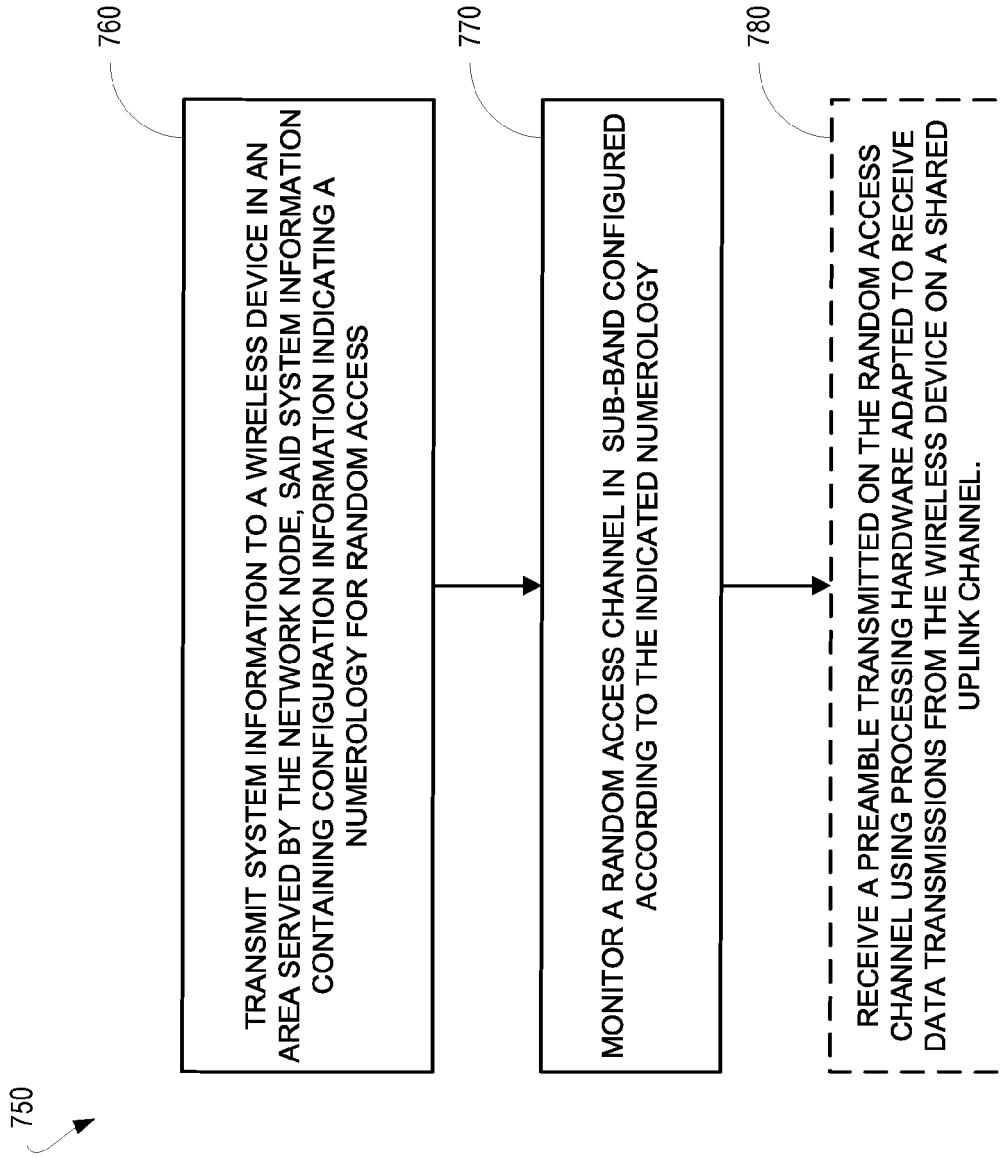 750
760
TRANSMIT SYSTEM INFORMATION TO A WIRELESS DEVICE IN AN
AREA SERVED BY THE NETWORK NODE, SAID SYSTEM INFORMATION
CONTAINING CONFIGURATION INFORMATION INDICATING A
NUMEROLOGY FOR RANDOM ACCESS
770
MONITOR A RANDOM ACCESS CHANNEL IN SUB-BAND CONFIGURED
ACCORDING TO THE INDICATED NUMEROLOGY
780
RECEIVE A PREAMBLE TRANSMITTED ON THE RANDOM ACCESS
CHANNEL USING PROCESSING HARDWARE ADAPTED TO RECEIVE
DATA TRANSMISSIONS FROM THE WIRELESS DEVICE ON A SHARED
UPLINK CHANNEL.